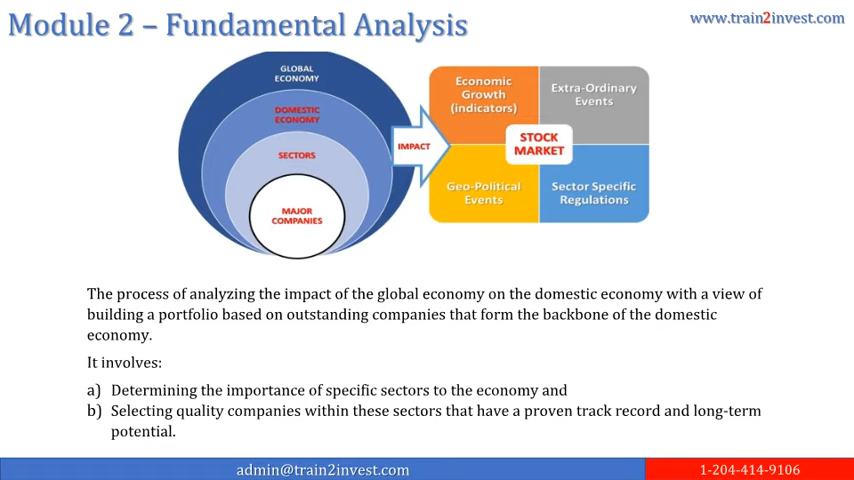 Module 2 – Fundamental Analysis
www.train2invest.com
GLOBAL
ECONOMY
DOMESTIC
ECONOMY
SECTORS
MAJOR
COMPANIES
IMPACT
Economic
Growth
(indicators)
Extra-Ordinary
Events
STOCK
MARKET
Geo-Political
Events
Sector Specific
Regulations
The process of analyzing the impact of the global economy on the domestic economy with a view of
building a portfolio based on outstanding companies that form the backbone of the domestic
economy.
It involves:
a) Determining the importance of specific sectors to the economy and
b) Selecting quality companies within these sectors that have a proven track record and long-term
potential.
admin@train2invest.com
1-204-414-9106